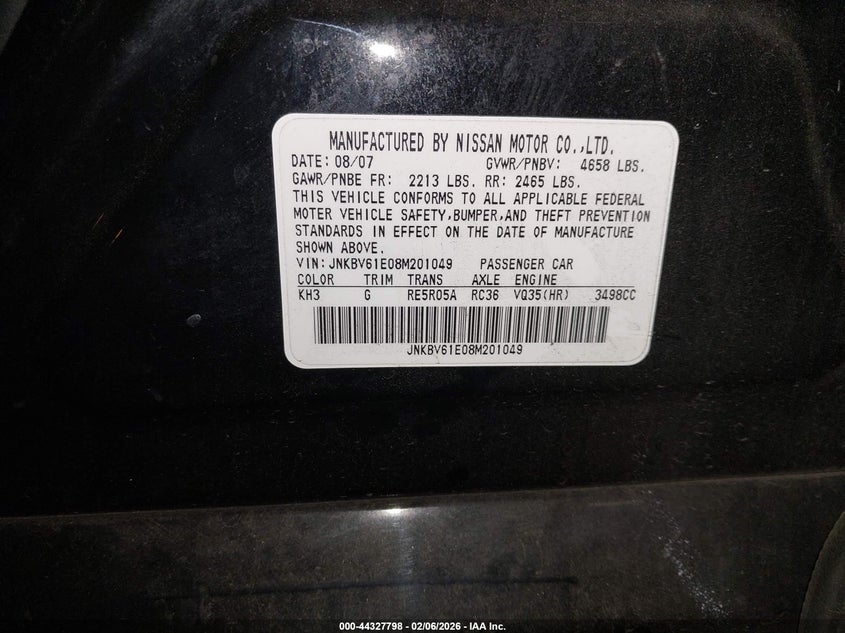 MANUFACTURED BY NISSAN MOTOR CO.,LTD.
DATE: 08/07 GVWR/PNBV: 4658 LBS.
GAWR/PNBE FR: 2213 LBS. RR: 2465 LBS.
THIS VEHICLE CONFORMS TO ALL APPLICABLE FEDERAL
MOTER VEHICLE SAFETY,BUMPER,AND THEFT PREVENTION
STANDARDS IN EFFECT ON THE DATE OF MANUFACTURE
SHOWN ABOVE.
VIN: JNKBV61E08M201049 PASSENGER CAR
COLOR TRIM TRANS AXLE ENGINE
KH3 G RE5R05A RC36 VQ35(HR) 3498CC
JNKBV61E08M201049
000-44327798 - 02/06/2026 - IAA Inc.